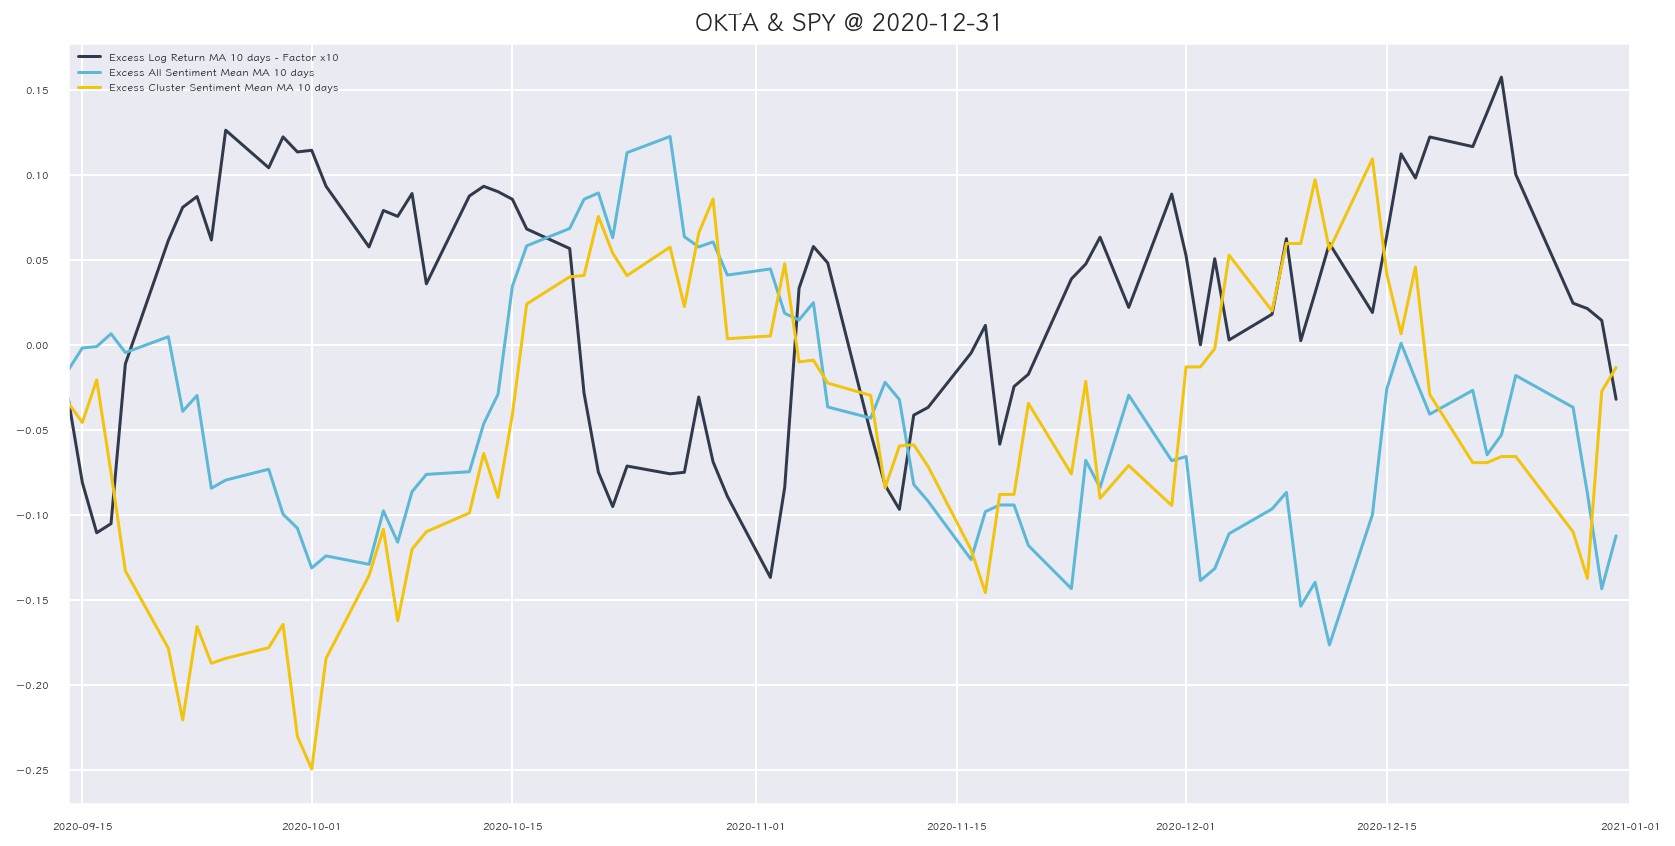 OKTA & SPY @ 2020-12-31
Excess Log Return MA 10 days - Factor x10
Excess All Sentiment Mean MA 10 days
Excess Cluster Sentiment Mean MA 10 days
0.15
0.10
0.05
0.00
−0.05
−0.10
−0.15
−0.20
−0.25
2020-09-15 2020-10-01 2020-10-15 2020-11-01 2020-11-15 2020-12-01 2020-12-15 2021-01-01